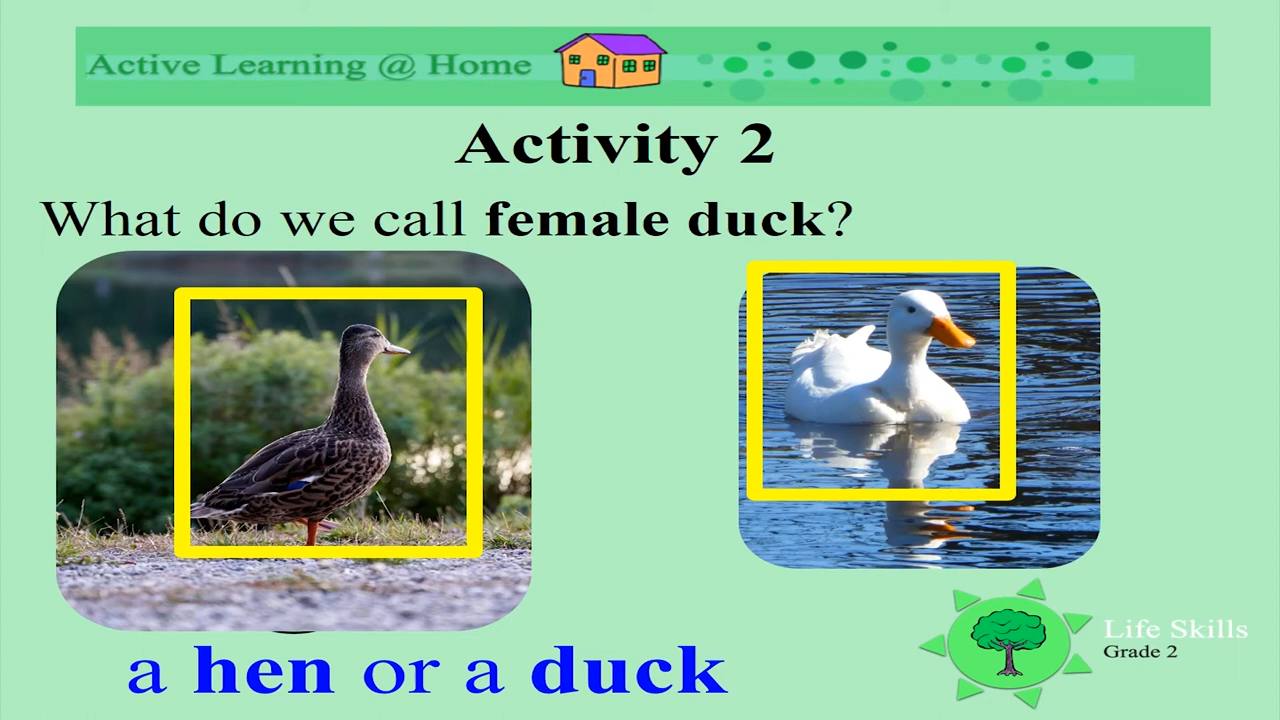 Active Learning @ Home
Activity 2
What do we call female duck?
a hen or a duck
Life Skills
Grade 2